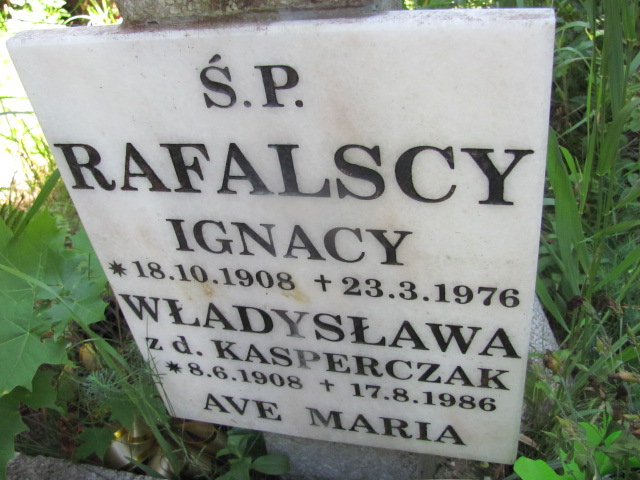 Ś.P.
RAFALSCY
IGNACY
*18.10.1908 +23.3.1976
WŁADYSŁAWA
z d. KASPERCZAK
*8.6.1908 + 17.8.1986
AVE MARIA